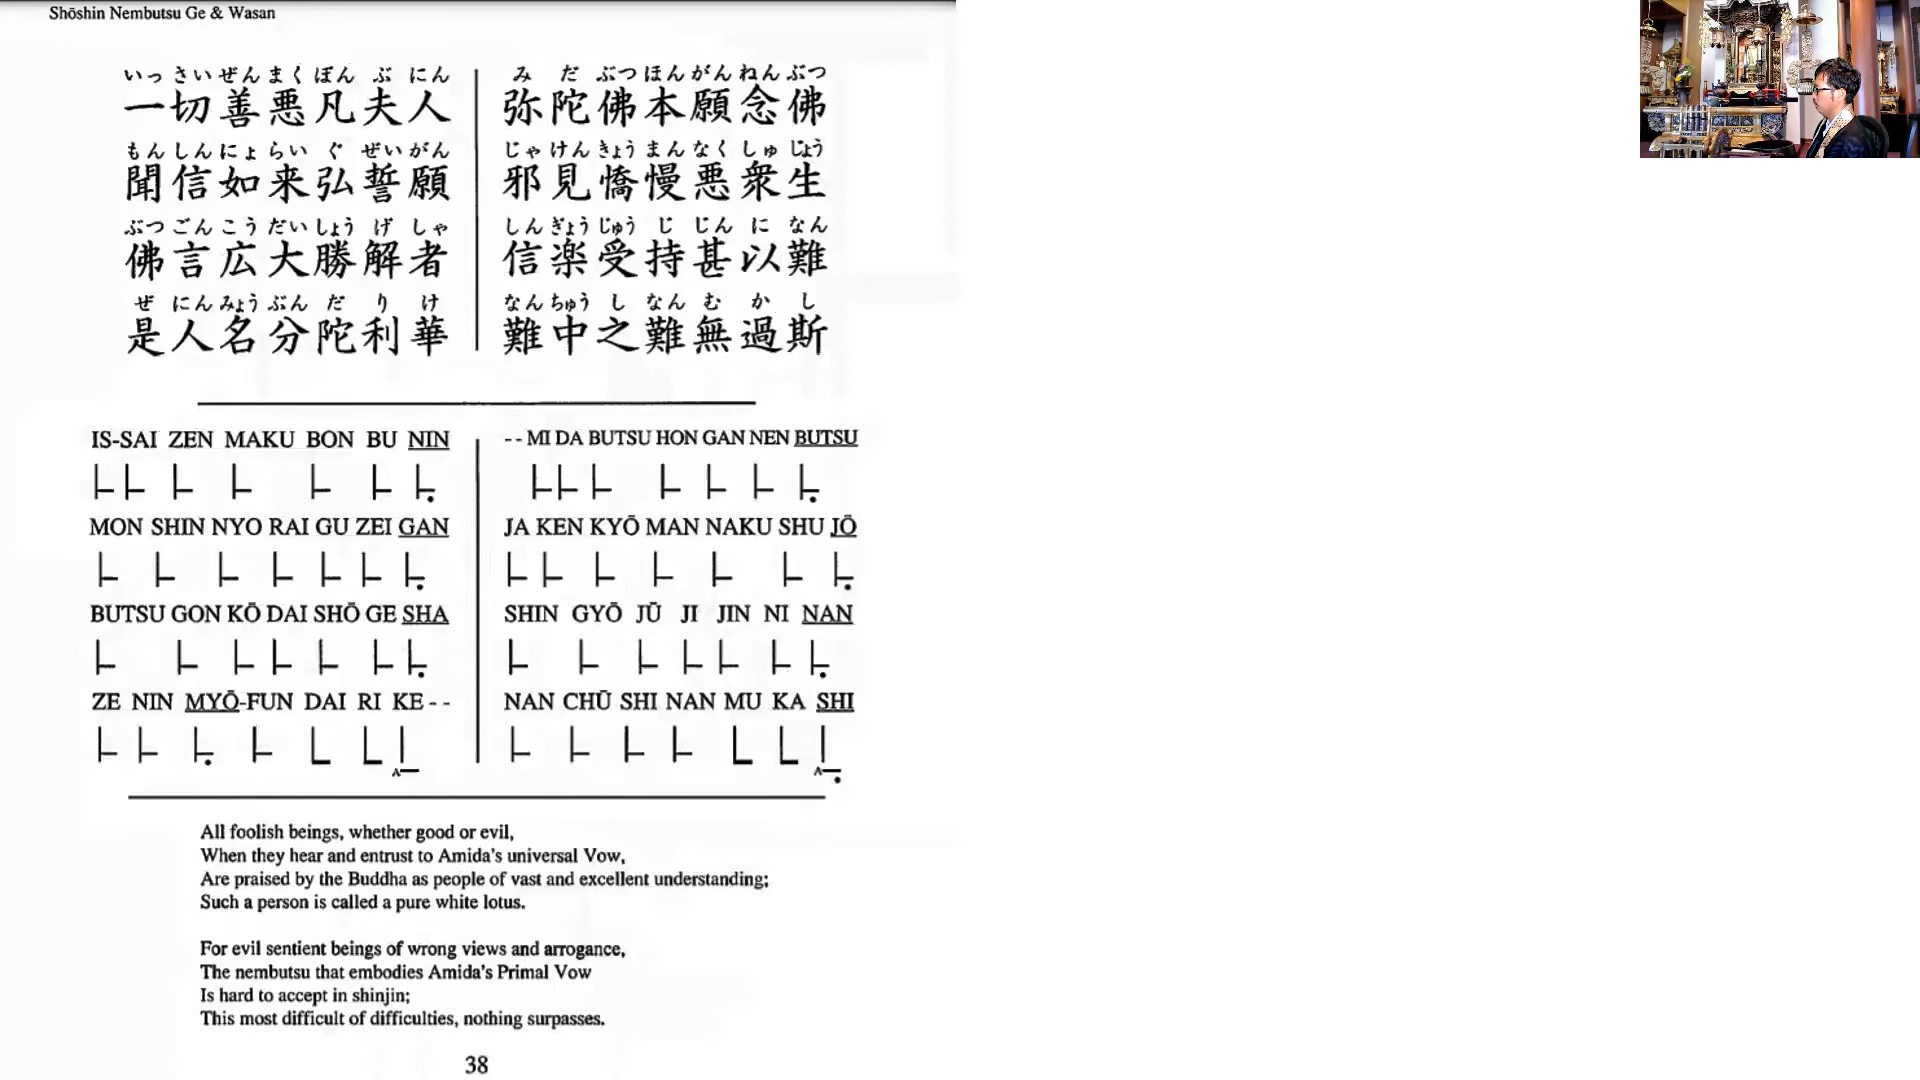 Shōshin Nembutsu Ge & Wasan
いっ さい ぜん まく ぼん ぶ にん
一切善悪凡夫人
もん しん にょ らい ぐ ぜい がん
聞信如来弘誓願
ぶつ ごん こう だい しょう げ しゃ
佛言広大勝解者
ぜ にん みょう ぶん だ り け
是人名分陀利華
み だ ぶつ ほん がん ねん ぶつ
弥陀佛本願念佛
じゃ けん きょう まん なく しゅ じょう
邪見憍慢悪衆生
しん ぎょう じゅう じ じん に なん
信楽受持甚以難
なん ちゅう し なん む か し
難中之難無過斯
IS-SAI ZEN MAKU BON BU NIN
MON SHIN NYO RAI GU ZEI GAN
BUTSU GON KŌ DAI SHŌ GE SHA
ZE NIN MYŌ-FUN DAI RI KE - -
- - MI DA BUTSU HON GAN NEN BUTSU
JA KEN KYŌ MAN NAKU SHU JŌ
SHIN GYŌ JŪ JI JIN NI NAN
NAN CHŪ SHI NAN MU KA SHI
All foolish beings, whether good or evil,
When they hear and entrust to Amida's universal Vow,
Are praised by the Buddha as people of vast and excellent understanding;
Such a person is called a pure white lotus.
For evil sentient beings of wrong views and arrogance,
The nembutsu that embodies Amida's Primal Vow
Is hard to accept in shinjin;
This most difficult of difficulties, nothing surpasses.
38